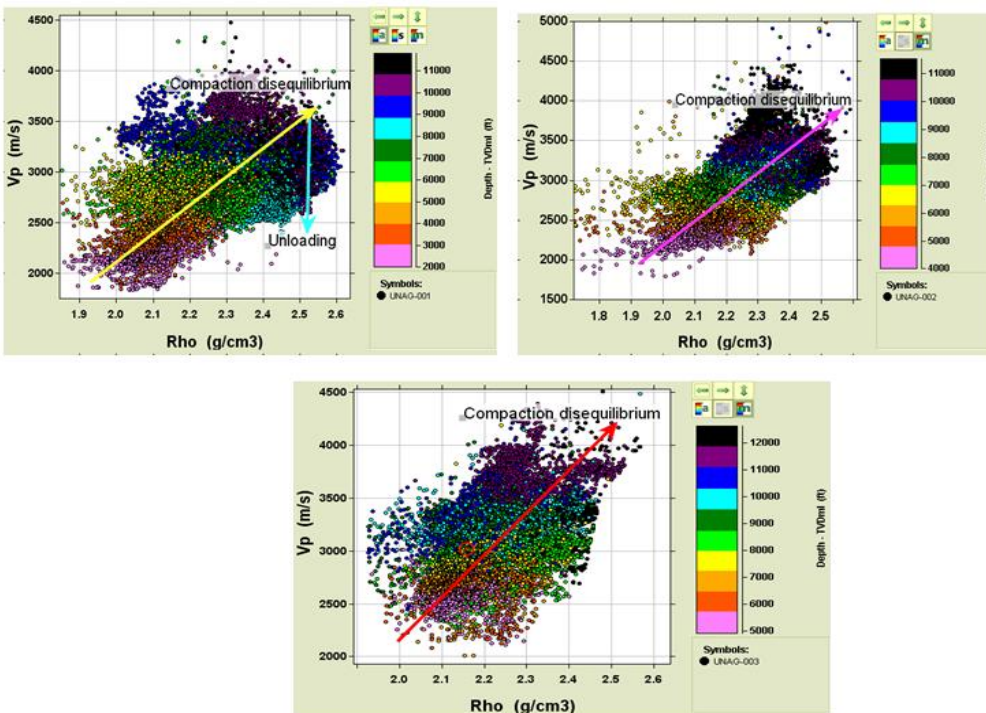 4500
4000
3500
3000
2500
2000
Vp (m/s)
Compaction disequilibrium
Unloading
1.9 2.0 2.1 2.2 2.3 2.4 2.5 2.6
Rho (g/cm3)
a s m
11000
10000
9000
8000
7000
6000
5000
4000
3000
2000
Depth - TVDml (ft)
Symbols:
UNAG-001
5000
4500
4000
3500
3000
2500
2000
1500
Vp (m/s)
Compaction disequilibrium
1.7 1.8 1.9 2.0 2.1 2.2 2.3 2.4 2.5
Rho (g/cm3)
a m
11000
10000
9000
8000
7000
6000
5000
4000
Depth - TVDml (ft)
Symbols:
UNAG-002
4500
4000
3500
3000
2500
2000
Vp (m/s)
Compaction disequilibrium
2.0 2.1 2.2 2.3 2.4 2.5 2.6
Rho (g/cm3)
a m
12000
11000
10000
9000
8000
7000
6000
5000
Depth - TVDml (ft)
Symbols:
UNAG-003